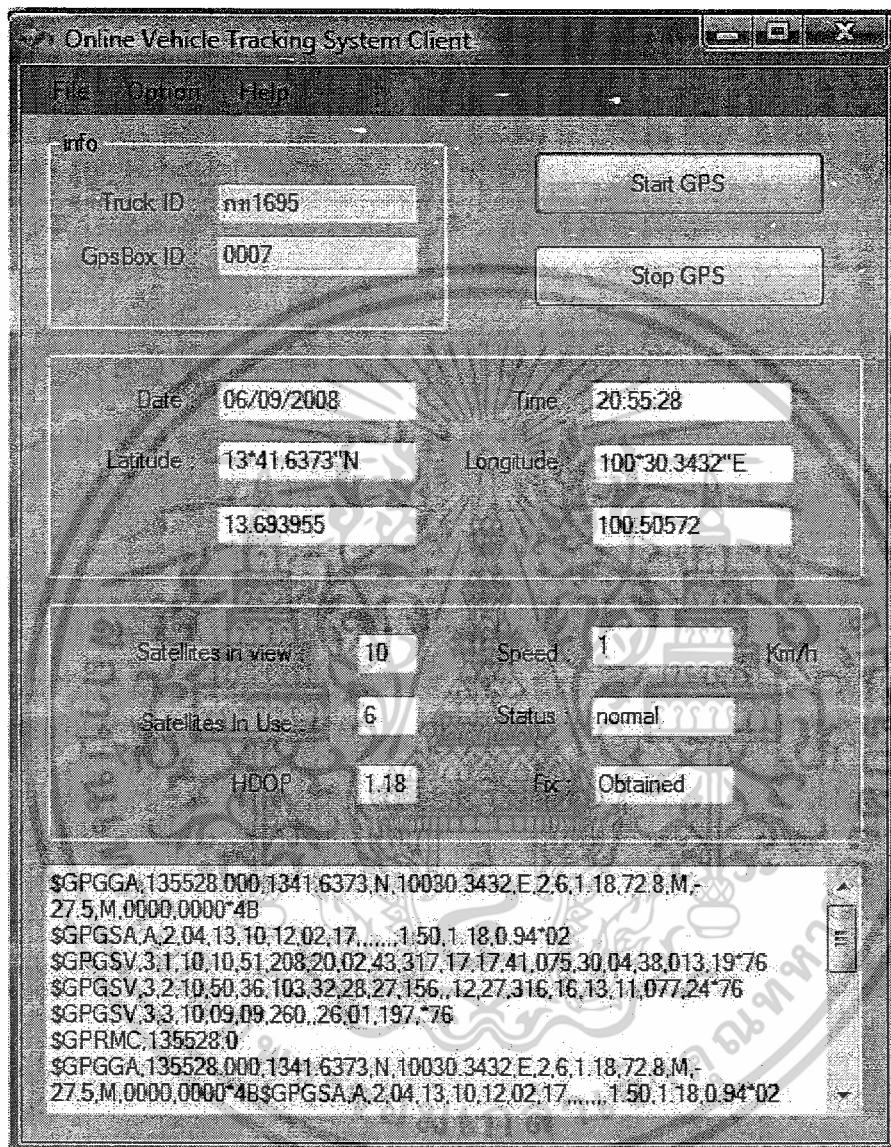 Online Vehicle Tracking System Client
File Option Help
info
Truck ID : กท1695
GpsBox ID : 0007
Start GPS
Stop GPS
Date : 06/09/2008 Time : 20:55:28
Latitude : 13*41.6373"N Longitude : 100*30.3432"E
13.693955 100.50572
Satellites in view : 10 Speed : 1 Km/h
Satellites In Use : 6 Status : normal
HDOP 1.18 Fix : Obtained
$GPGGA,135528.000,1341.6373,N,10030.3432,E,2,6,1.18,72.8,M,-
27.5,M,0000,0000*4B
$GPGSA,A,2,04,13,10,12,02,17,,,,,,,1.50,1.18,0.94*02
$GPGSV,3,1,10,10,51,208,20,02,43,317,17,17,41,075,30,04,38,013,19*76
$GPGSV,3,2,10,50,36,103,32,28,27,156,,12,27,316,16,13,11,077,24*76
$GPGSV,3,3,10,09,09,260,,26,01,197,*76
$GPRMC,135528.0
$GPGGA,135528.000,1341.6373,N,10030.3432,E,2,6,1.18,72.8,M,-
27.5,M,0000,0000*4B$GPGSA,A,2,04,13,10,12,02,17,,,,,,,1.50,1.18,0.94*02